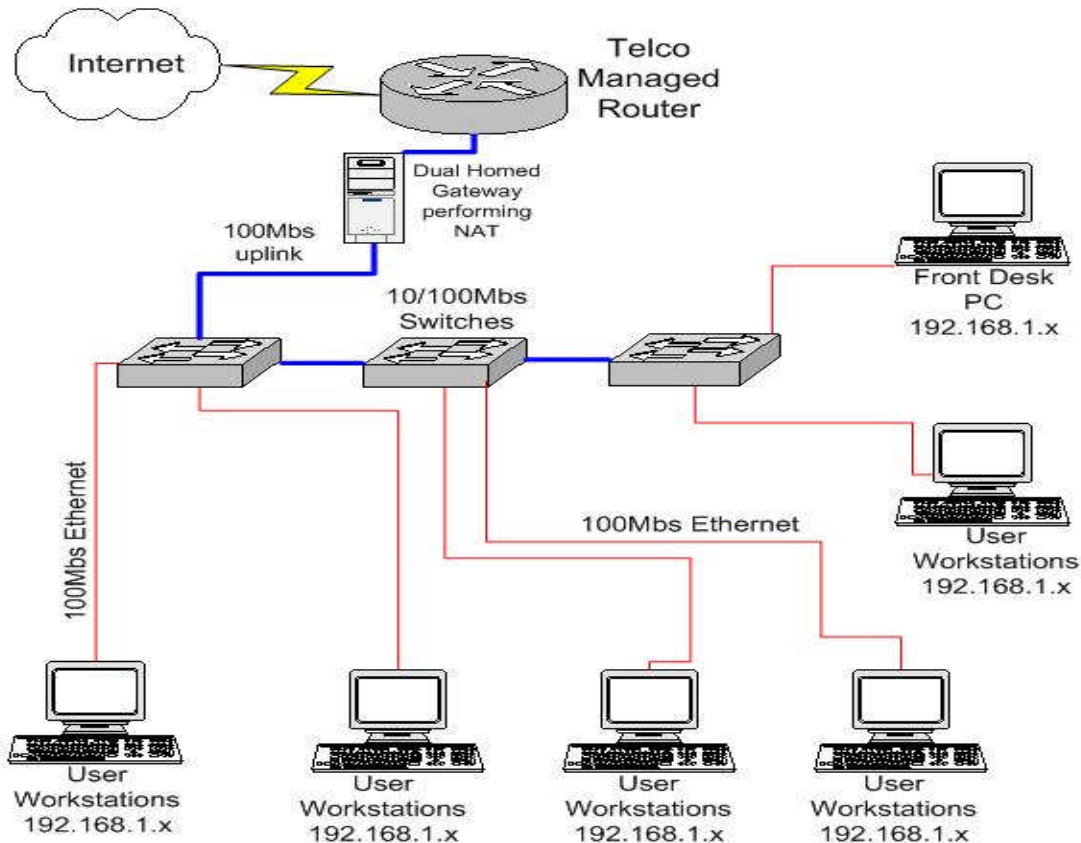 Internet
Telco
Managed
Router
Dual Homed
Gateway
performing
NAT
100Mbs
uplink
10/100Mbs
Switches
Front Desk
PC
192.168.1.x
100Mbs Ethernet
100Mbs Ethernet
User
Workstations
192.168.1.x
User
Workstations
192.168.1.x
User
Workstations
192.168.1.x
User
Workstations
192.168.1.x
User
Workstations
192.168.1.x